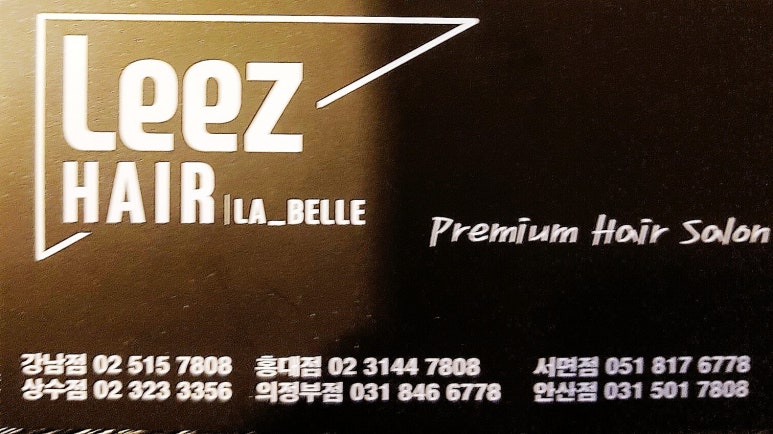 Leez
HAIR | LA_BELLE
Premium Hair Salon
강남점 02 515 7808 홍대점 02 3144 7808 서면점 051 817 6778
상수점 02 323 3356 의정부점 031 846 6778 안산점 031 501 7808